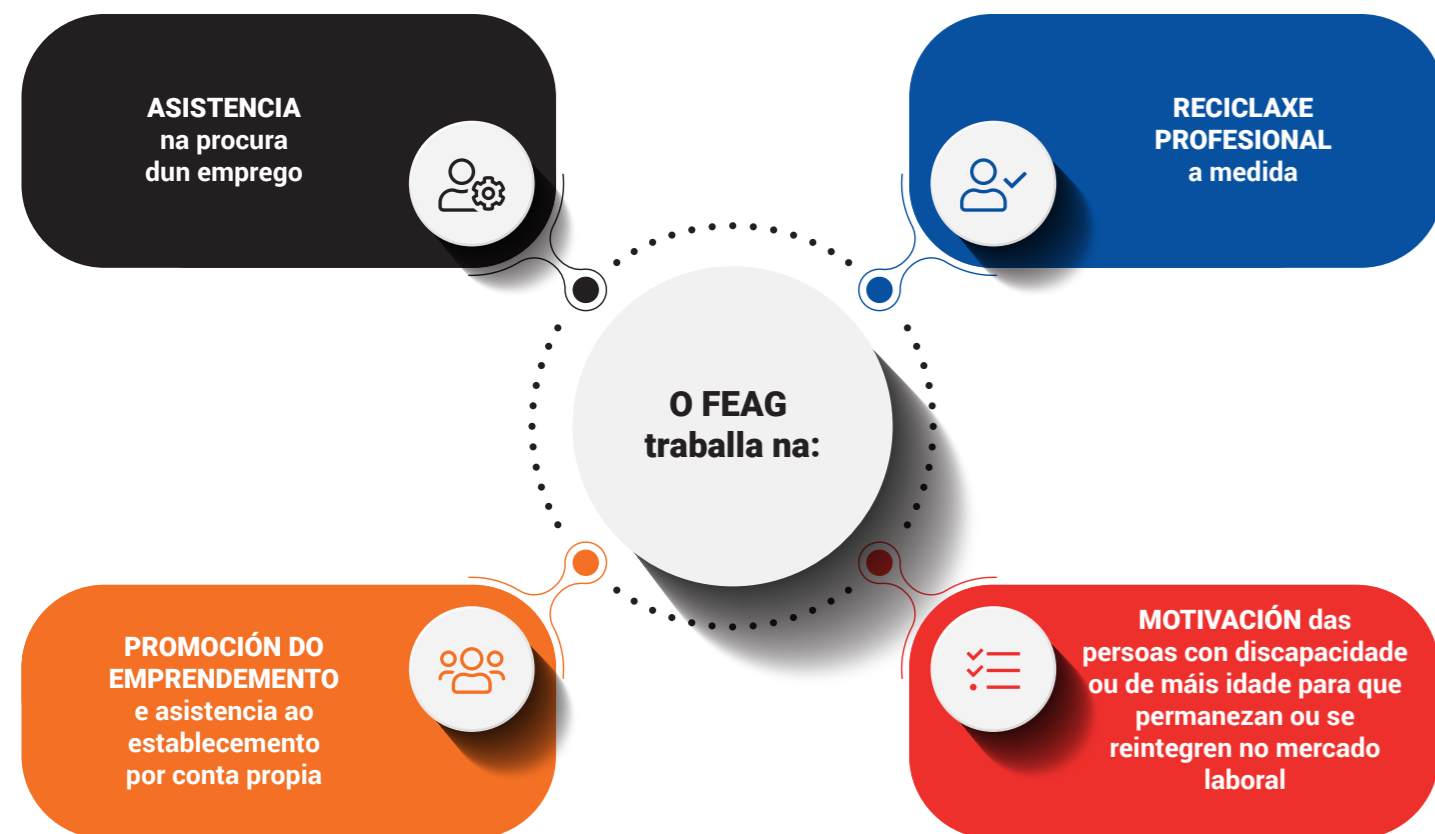 ASISTENCIA
na procura
dun emprego
RECICLAXE
PROFESIONAL
a medida
O FEAG
traballa na:
PROMOCIÓN DO
EMPRENDEMENTO
e asistencia ao
establecemento
por conta propia
MOTIVACIÓN das
persoas con discapacidade
ou de máis idade para que
permanezan ou se
reintegren no mercado
laboral